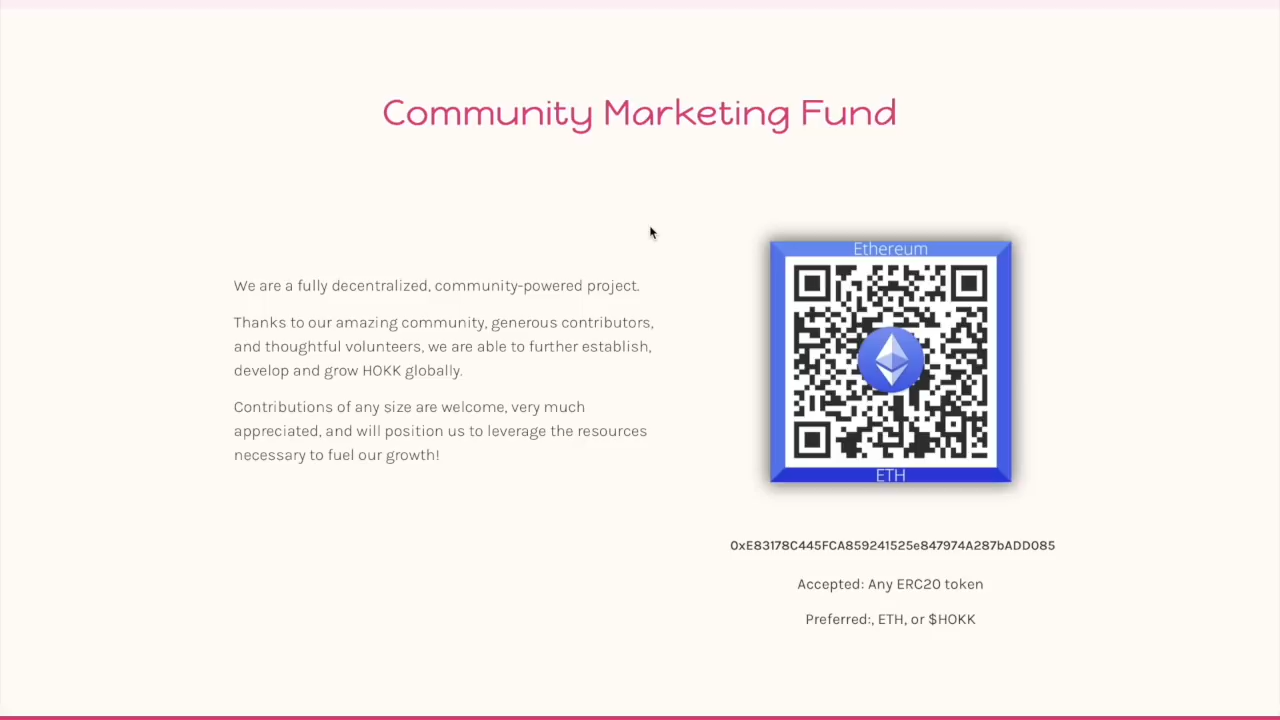 Community Marketing Fund
We are a fully decentralized, community-powered project.
Thanks to our amazing community, generous contributors,
and thoughtful volunteers, we are able to further establish,
develop and grow HOKK globally.
Contributions of any size are welcome, very much
appreciated, and will position us to leverage the resources
necessary to fuel our growth!
Ethereum
ETH
0xE83178C445FCA859241525e847974A287bADD085
Accepted: Any ERC20 token
Preferred:, ETH, or $HOKK